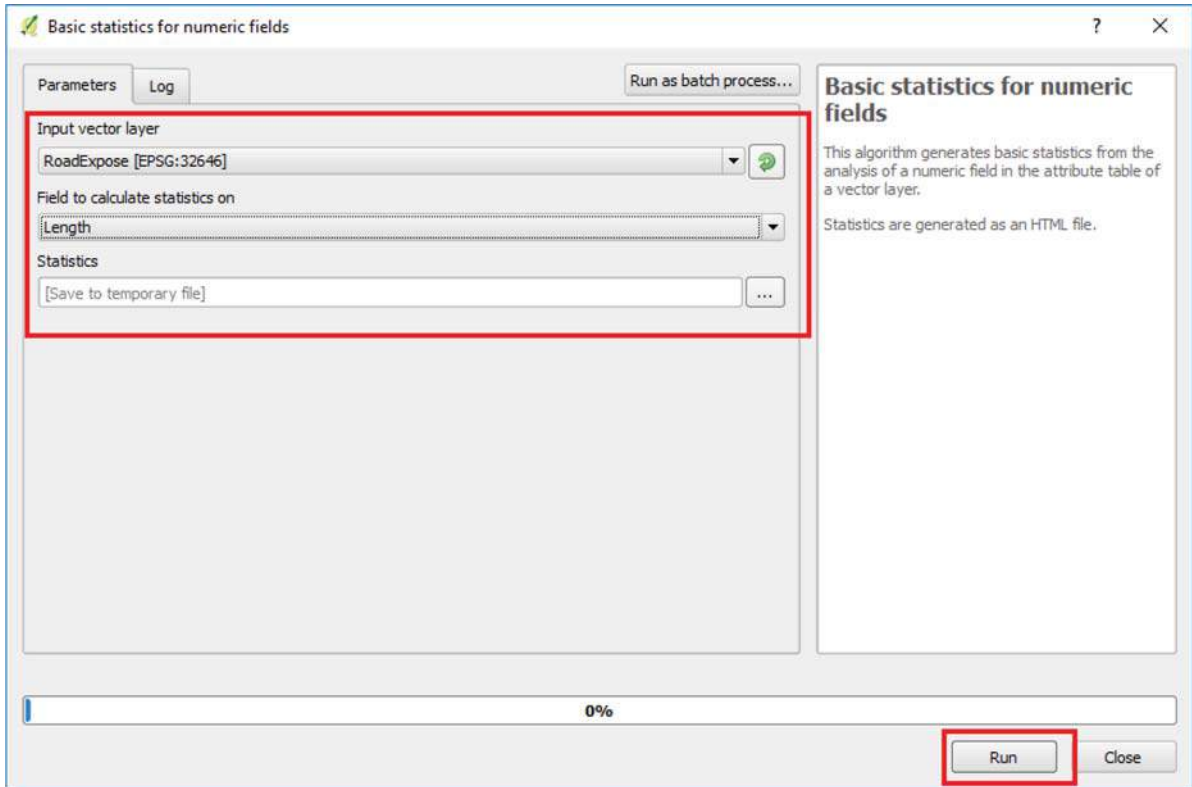 Basic statistics for numeric fields
?
Parameters
Log
Run as batch process...
Input vector layer
RoadExpose [EPSG:32646]
Field to calculate statistics on
Length
Statistics
[Save to temporary file]
...
Basic statistics for numeric
fields
This algorithm generates basic statistics from the
analysis of a numeric field in the attribute table of
a vector layer.
Statistics are generated as an HTML file.
0%
Run
Close